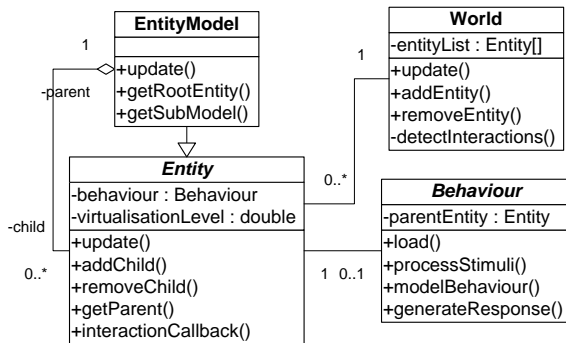 EntityModel
+update()
+getRootEntity()
+getSubModel()
1
-parent
World
-entityList : Entity[]
+update()
+addEntity()
+removeEntity()
-detectInteractions()
1
Entity
-behaviour : Behaviour
-virtualisationLevel : double
+update()
+addChild()
+removeChild()
+getParent()
+interactionCallback()
-child
0..*
0..*
1 0..1
Behaviour
-parentEntity : Entity
+load()
+processStimuli()
+modelBehaviour()
+generateResponse()